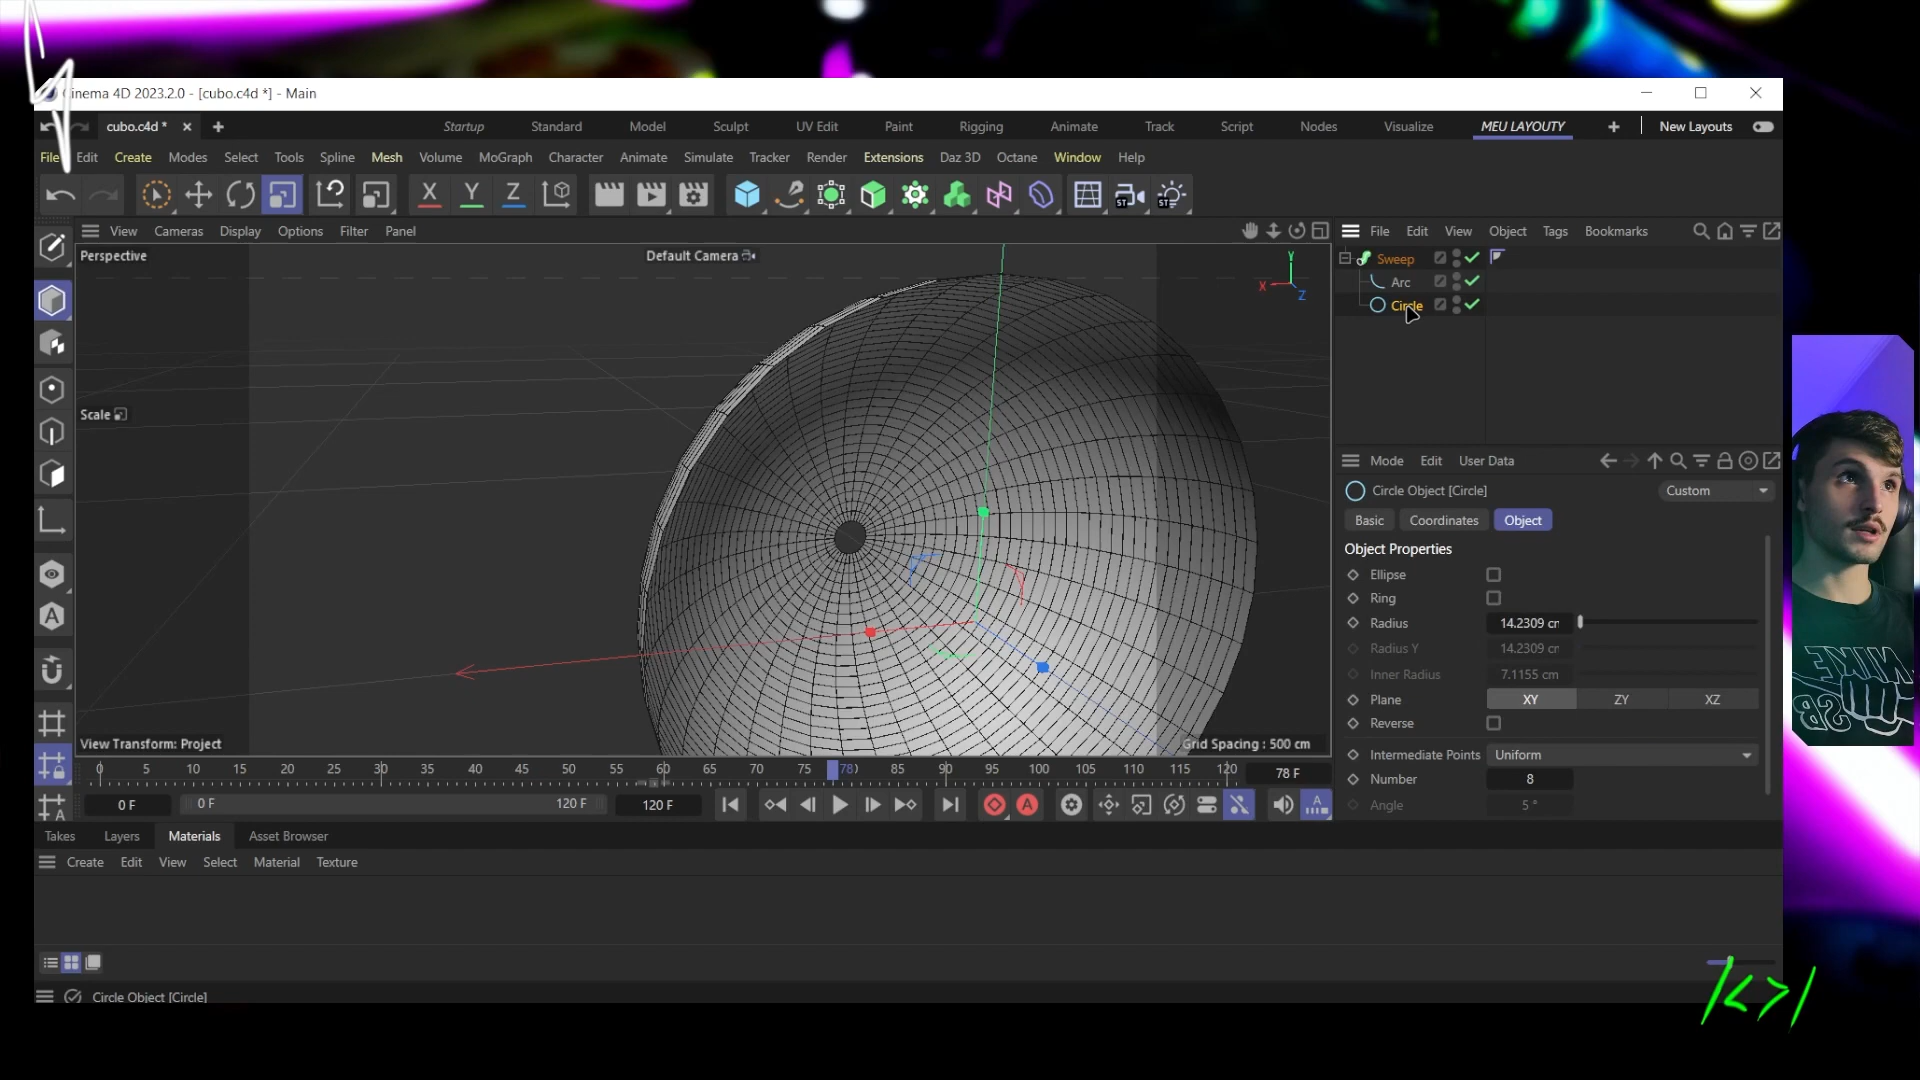 Cinema 4D 2023.2.0 - [cubo.c4d *] - Main
cubo.c4d *
Startup Standard Model Sculpt UV Edit Paint Rigging Animate Track Script Nodes Visualize MEU LAYOUTY New Layouts
File Edit Create Modes Select Tools Spline Mesh Volume MoGraph Character Animate Simulate Tracker Render Extensions Daz 3D Octane Window Help
X Y Z ST ST
View Cameras Display Options Filter Panel
File Edit View Object Tags Bookmarks
Perspective
Default Camera
Y
X
Z
Sweep
Arc
Circle
Scale
Mode Edit User Data
Circle Object [Circle]
Custom
Basic Coordinates Object
Object Properties
Ellipse
Ring
Radius 14.2309 cr
Radius Y 14.2309 cr
Inner Radius 7.1155 cm
Plane XY ZY XZ
Reverse
Intermediate Points Uniform
Number 8
Angle 5 °
View Transform: Project
Grid Spacing : 500 cm
0 5 10 15 20 25 30 35 40 45 50 55 60 65 70 75 78 85 90 95 100 105 110 115 120 78 F
0 F 0 F 120 F 120 F
Takes Layers Materials Asset Browser
Create Edit View Select Material Texture
Circle Object [Circle]
NIKE
SB